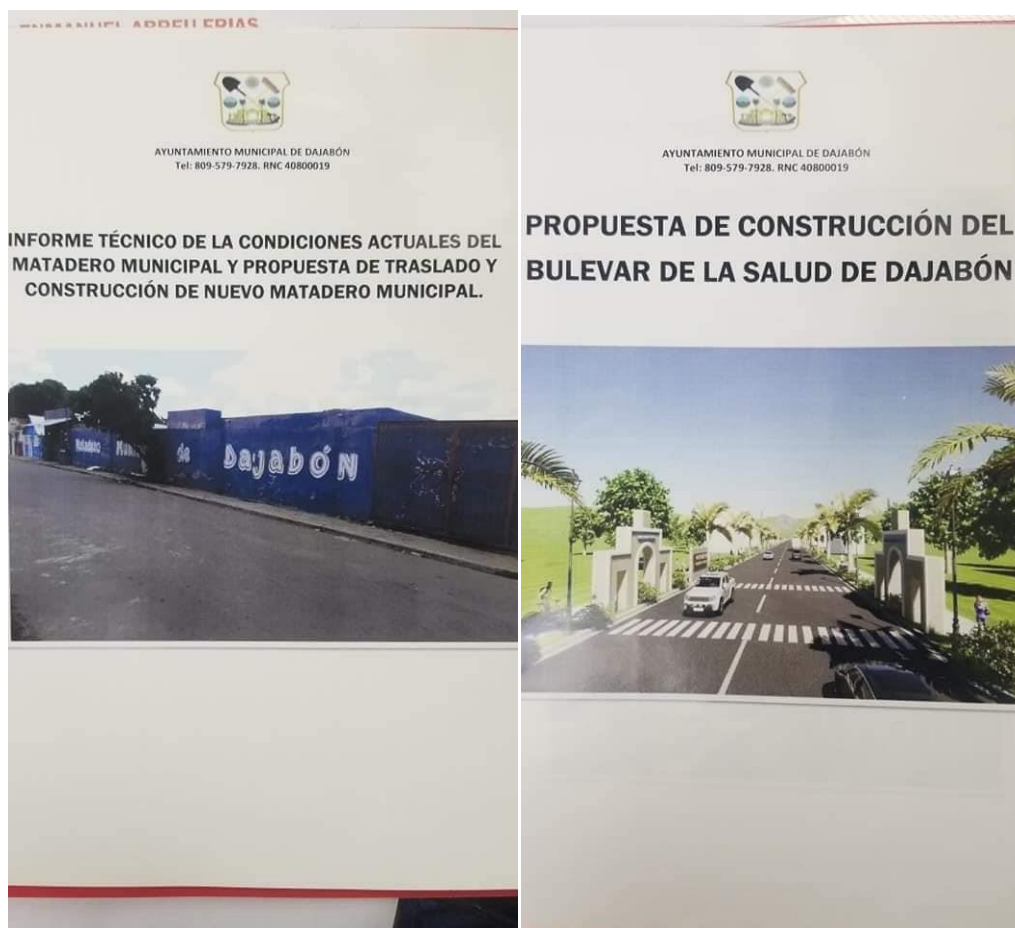 AYUNTAMIENTO MUNICIPAL DE DAJABÓN
Tel: 809-579-7928. RNC 40800019
INFORME TÉCNICO DE LA CONDICIONES ACTUALES DEL
MATADERO MUNICIPAL Y PROPUESTA DE TRASLADO Y
CONSTRUCCIÓN DE NUEVO MATADERO MUNICIPAL.
Matadero
de
DajabÓN
AYUNTAMIENTO MUNICIPAL DE DAJABÓN
Tel: 809-579-7928. RNC 40800019
PROPUESTA DE CONSTRUCCIÓN DEL
BULEVAR DE LA SALUD DE DAJABÓN